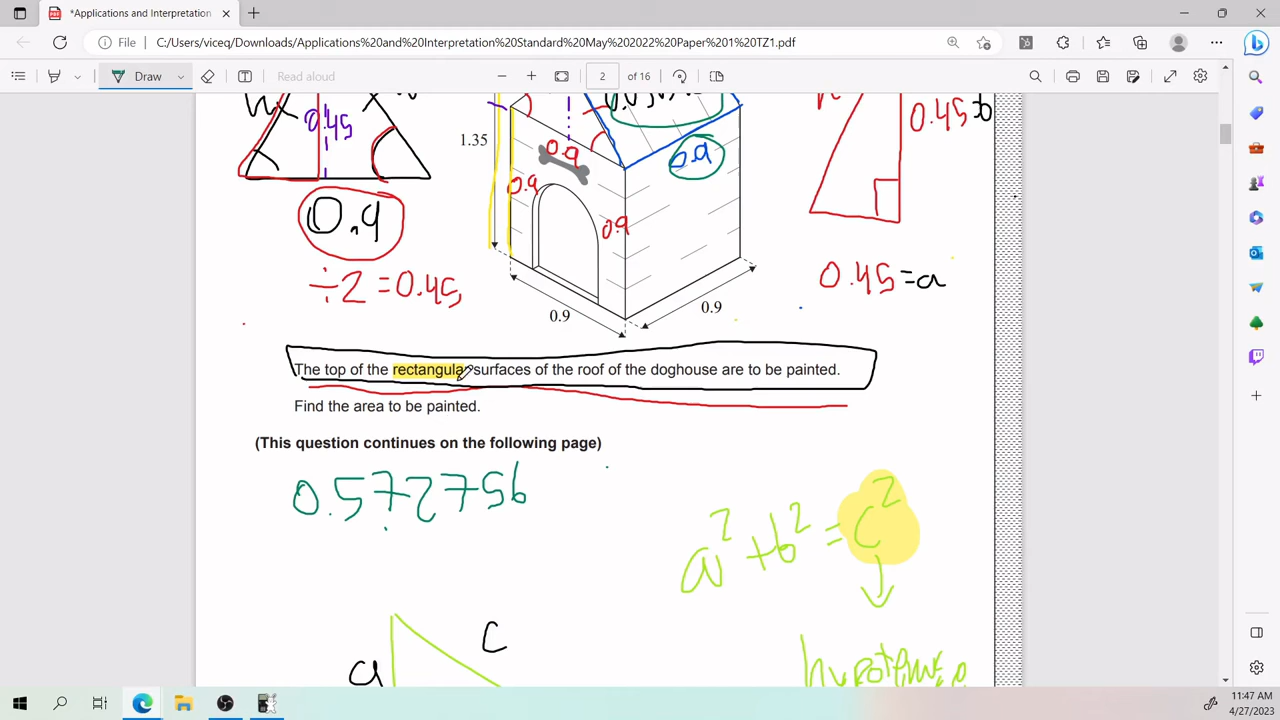 *Applications and Interpretation
File
C:/Users/viceq/Downloads/Applications%20and%20Interpretation%20Standard%20May%202022%20Paper%201%20TZ1.pdf
Draw
Read aloud
2 of 16
0.45
0.9
÷2 = 0.45
1.35
0.9
0.9
0.9
0.9
0.9
0.9
0.45=b
0.45=a
The top of the rectangula surfaces of the roof of the doghouse are to be painted.
Find the area to be painted.
(This question continues on the following page)
0.572756
a²+b²=c²
hypotenuse
c
a
11:47 AM
4/27/2023